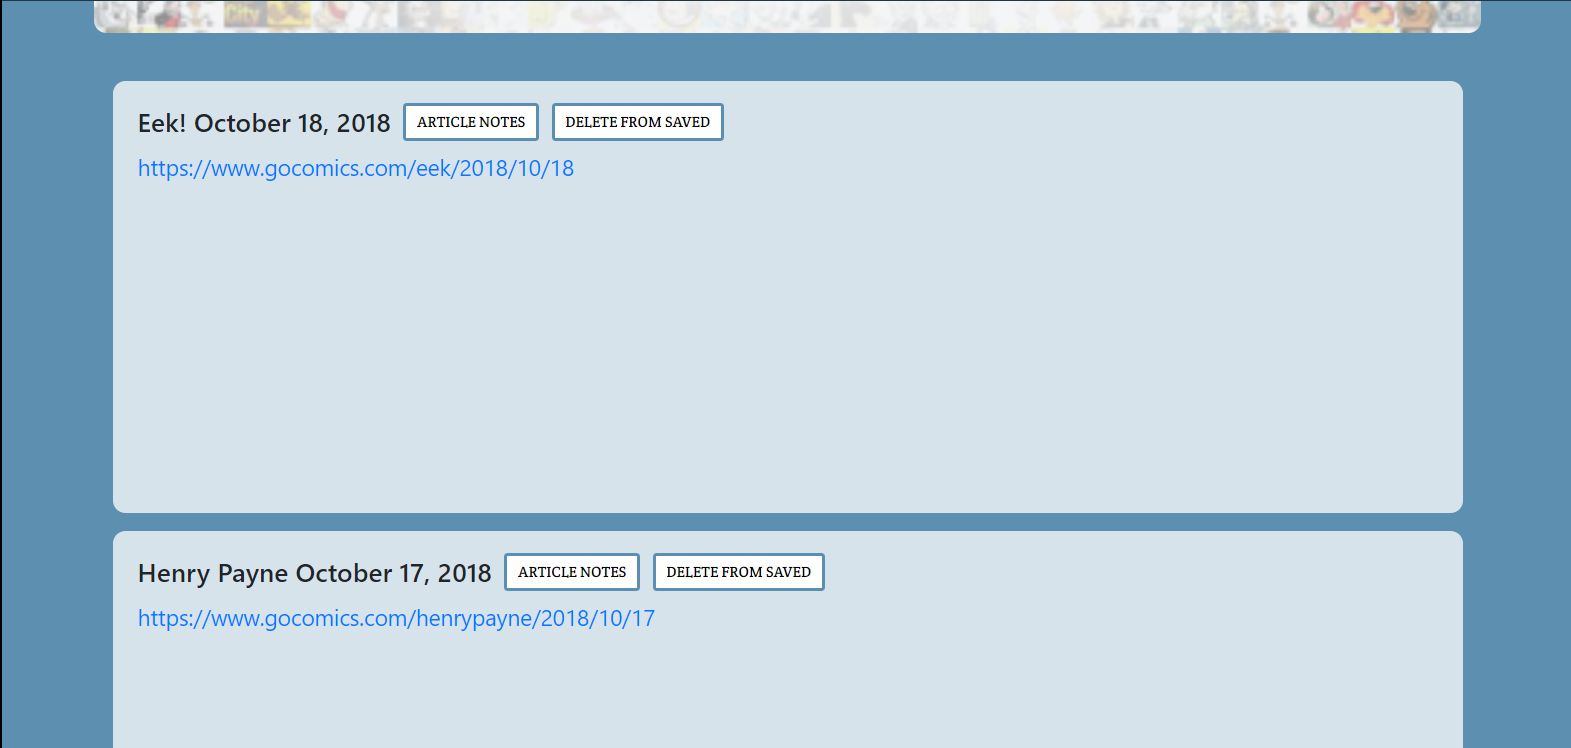 City
Eek! October 18, 2018 ARTICLE NOTES DELETE FROM SAVED
https://www.gocomics.com/eek/2018/10/18
Henry Payne October 17, 2018 ARTICLE NOTES DELETE FROM SAVED
https://www.gocomics.com/henrypayne/2018/10/17